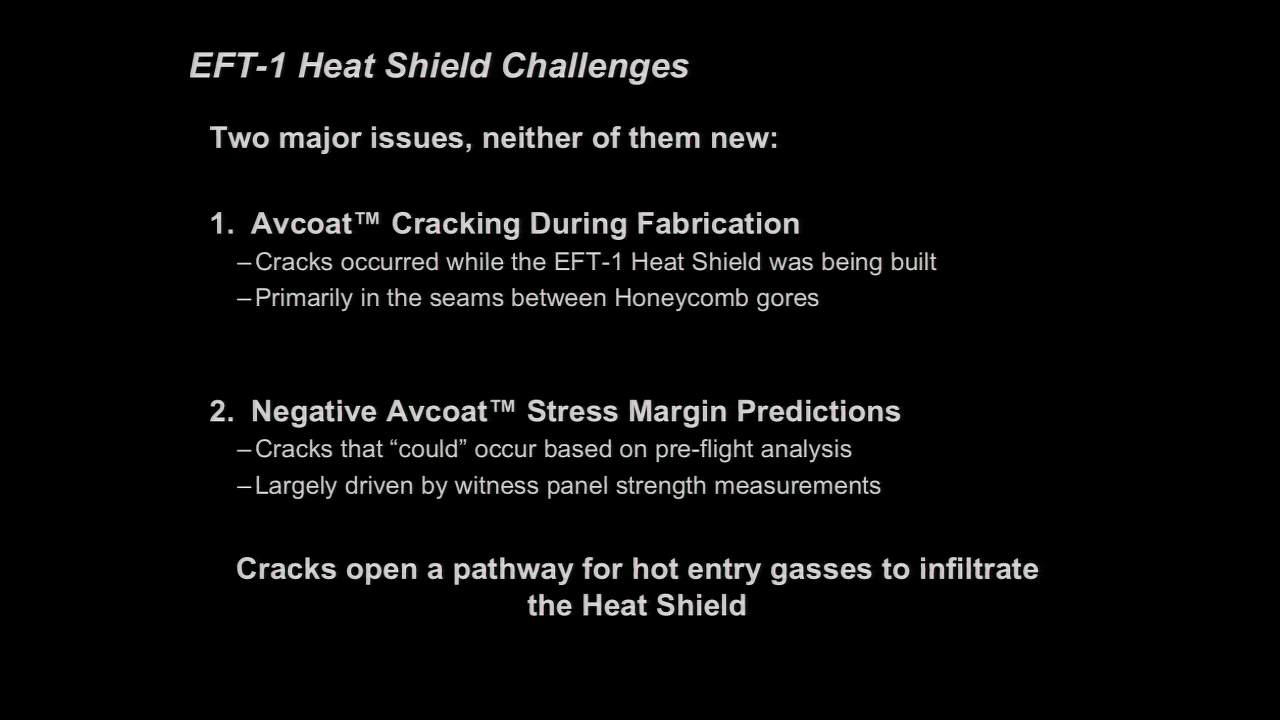 EFT-1 Heat Shield Challenges
Two major issues, neither of them new:
1. Avcoat™ Cracking During Fabrication
–Cracks occurred while the EFT-1 Heat Shield was being built
–Primarily in the seams between Honeycomb gores
2. Negative Avcoat™ Stress Margin Predictions
–Cracks that “could” occur based on pre-flight analysis
–Largely driven by witness panel strength measurements
Cracks open a pathway for hot entry gasses to infiltrate
the Heat Shield